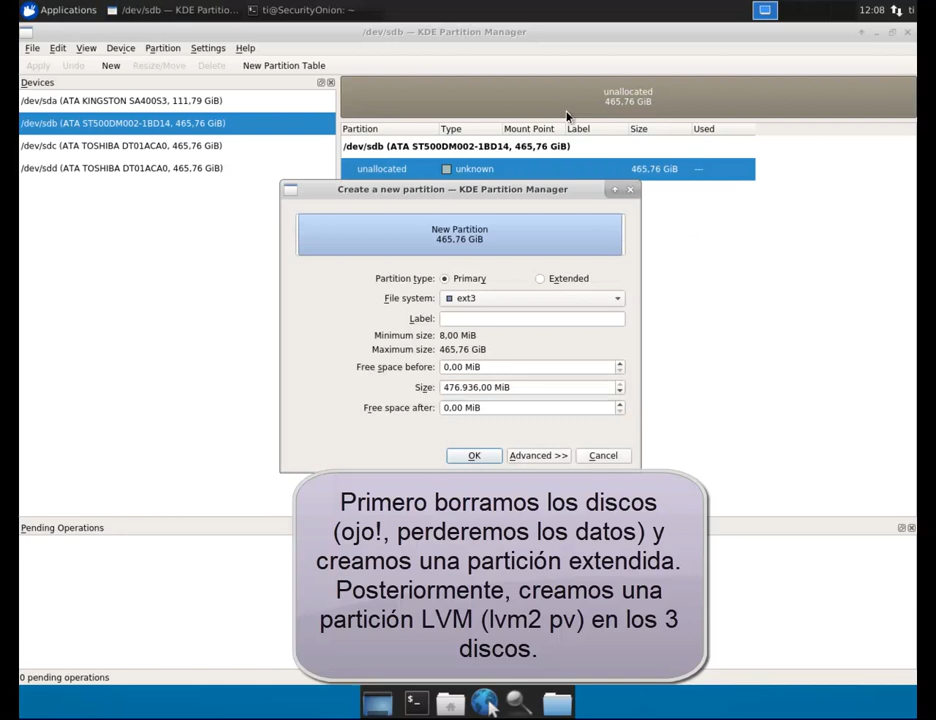 Applications
/dev/sdb — KDE Partitio...
ti@SecurityOnion: ~
12:08
ti
/dev/sdb — KDE Partition Manager
File Edit View Device Partition Settings Help
Apply Undo New Resize/Move Delete New Partition Table
Devices
/dev/sda (ATA KINGSTON SA400S3, 111,79 GiB)
/dev/sdb (ATA ST500DM002-1BD14, 465,76 GiB)
/dev/sdc (ATA TOSHIBA DT01ACA0, 465,76 GiB)
/dev/sdd (ATA TOSHIBA DT01ACA0, 465,76 GiB)
unallocated
465,76 GiB
Partition Type Mount Point Label Size Used
/dev/sdb (ATA ST500DM002-1BD14, 465,76 GiB)
unallocated unknown 465,76 GiB —
Create a new partition — KDE Partition Manager
New Partition
465,76 GiB
Partition type: Primary Extended
File system: ext3
Label:
Minimum size: 8,00 MiB
Maximum size: 465,76 GiB
Free space before: 0,00 MiB
Size: 476.936,00 MiB
Free space after: 0,00 MiB
OK Advanced >> Cancel
Primero borramos los discos
(ojo!, perderemos los datos) y
creamos una partición extendida.
Posteriormente, creamos una
partición LVM (lvm2 pv) en los 3
discos.
Pending Operations
0 pending operations